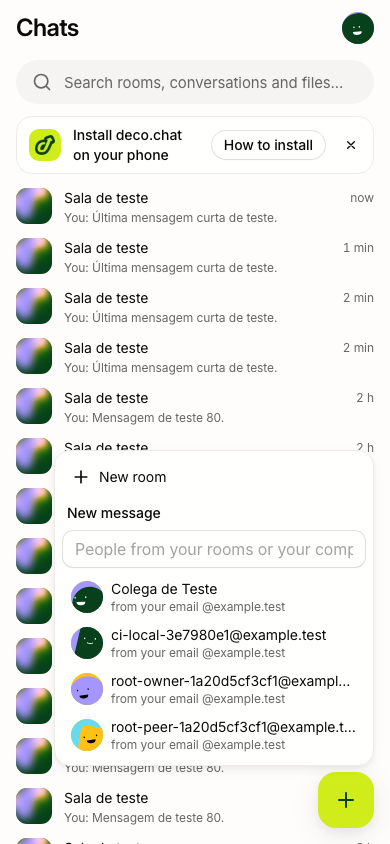 Chats
Search rooms, conversations and files...
Install deco.chat
on your phone
How to install
Sala de teste
now
You: Última mensagem curta de teste.
Sala de teste
1 min
You: Última mensagem curta de teste.
Sala de teste
2 min
You: Última mensagem curta de teste.
Sala de teste
2 min
You: Última mensagem curta de teste.
Sala de teste
2 h
You: Mensagem de teste 80.
Sala de teste
2 h
New room
New message
People from your rooms or your comp
Colega de Teste
from your email @example.test
ci-local-3e7980e1@example.test
from your email @example.test
root-owner-1a20d5cf3cf1@exampl...
from your email @example.test
root-peer-1a20d5cf3cf1@example.t...
from your email @example.test
You: Mensagem de teste 80.
Sala de teste
You: Mensagem de teste 80.